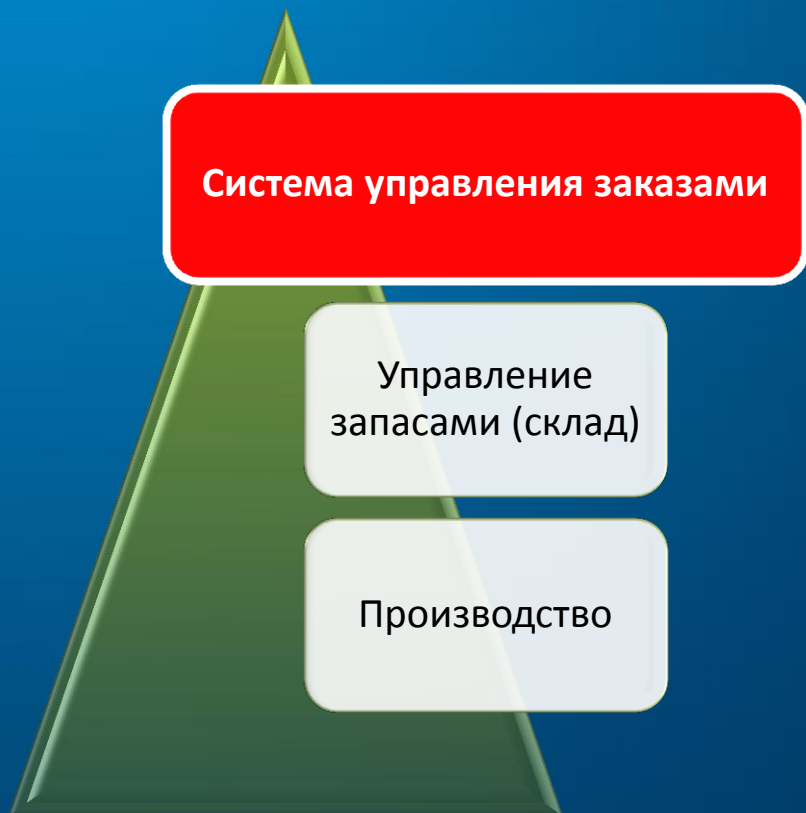 Система управления заказами
Управление
запасами (склад)
Производство